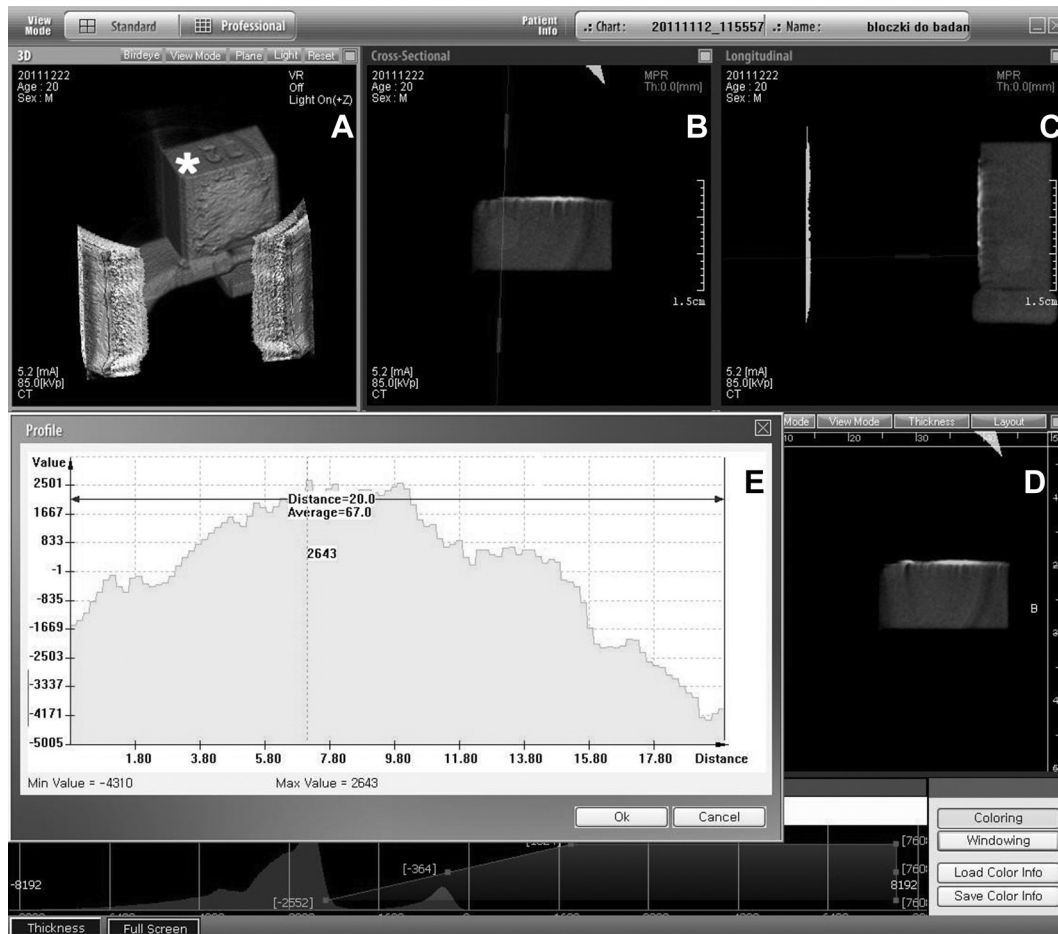 View Mode Standard Professional Patient Info .: Chart : 20111112_115557 .: Name : bloczki do badan
3D Birdeye View Mode Plane Light Reset
20111222
Age : 20
Sex : M
VR
Off
Light On(+Z)
A
5.2 [mA]
85.0[kVp]
CT
Cross-Sectional
20111222
Age : 20
Sex : M
MPR
Th:0.0[mm]
B
1.5cm
5.2 [mA]
85.0[kVp]
CT
Longitudinal
20111222
Age : 20
Sex : M
MPR
Th:0.0[mm]
C
1.5cm
5.2 [mA]
85.0[kVp]
CT
Profile
Value
2501
1667
833
-1
-835
-1669
-2503
-3337
-4171
-5005
Distance=20.0
Average=67.0
2643
E
1.80 3.80 5.80 7.80 9.80 11.80 13.80 15.80 17.80 Distance
Min Value = -4310 Max Value = 2643
Ok Cancel
Mode View Mode Thickness Layout
|20 |30
D
B
[-364]
-8192
[-2552]
8192
Coloring
Windowing
Load Color Info
Save Color Info
Thickness Full Screen